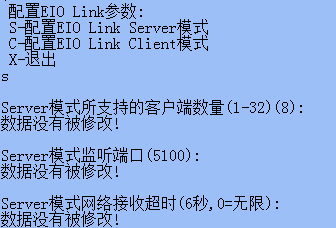 配置EIO Link参数:
S-配置EIO Link Server模式
C-配置EIO Link Client模式
X-退出
s
Server模式所支持的客户端数量(1-32)(8):
数据没有被修改!
Server模式监听端口(5100):
数据没有被修改!
Server模式网络接收超时(6秒,0=无限):
数据没有被修改!